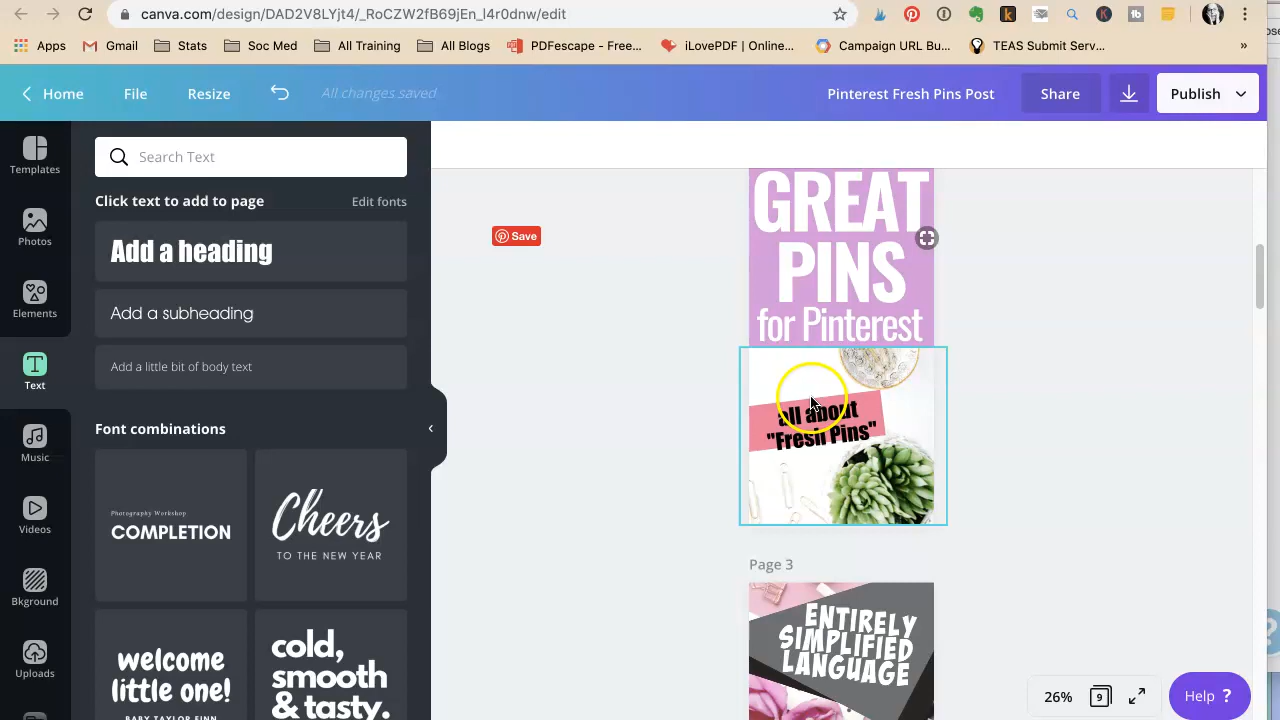 canva.com/design/DAD2V8LYjt4/_RoCZW2fB69jEn_l4r0dnw/edit
Apps
Gmail
Stats
Soc Med
All Training
All Blogs
PDFescape - Free...
iLovePDF | Online...
Campaign URL Bu...
TEAS Submit Serv...
»
Home
File
Resize
All changes saved
Pinterest Fresh Pins Post
Share
Publish
Templates
Photos
Elements
Text
Music
Videos
Bkground
Uploads
Search Text
Click text to add to page
Edit fonts
Add a heading
Add a subheading
Add a little bit of body text
Font combinations
Photography Workshop
COMPLETION
Cheers
TO THE NEW YEAR
welcome
little one!
BABY TAYLOR FINN
cold,
smooth
& tasty.
Save
GREAT
PINS
for Pinterest
all about
"Fresh Pins"
Page 3
ENTIRELY
SIMPLIFIED
LANGUAGE
26%
9
Help ?